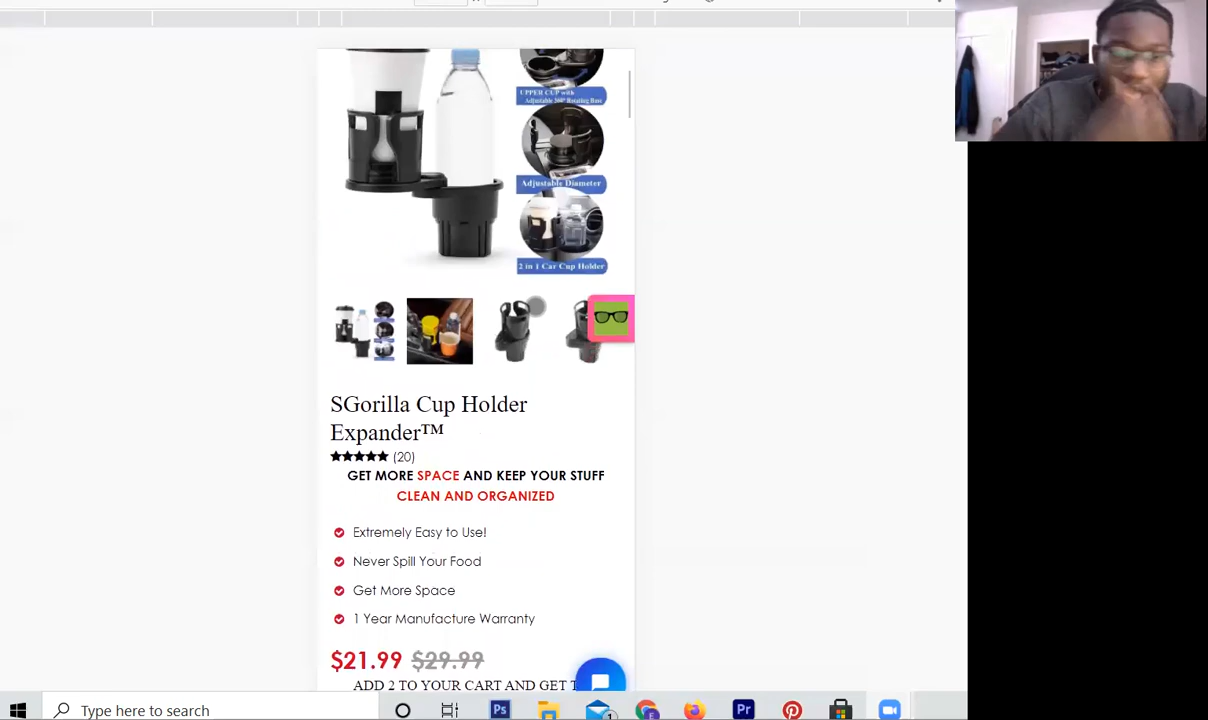 UPPER CUP with
Adjustable 360° Rotating Base
Adjustable Diameter
2 in 1 Car Cup Holder
SGorilla Cup Holder
Expander™
(20)
GET MORE SPACE AND KEEP YOUR STUFF
CLEAN AND ORGANIZED
Extremely Easy to Use!
Never Spill Your Food
Get More Space
1 Year Manufacture Warranty
$21.99 $29.99
ADD 2 TO YOUR CART AND GET
Type here to search
Ps
1
E
Pr